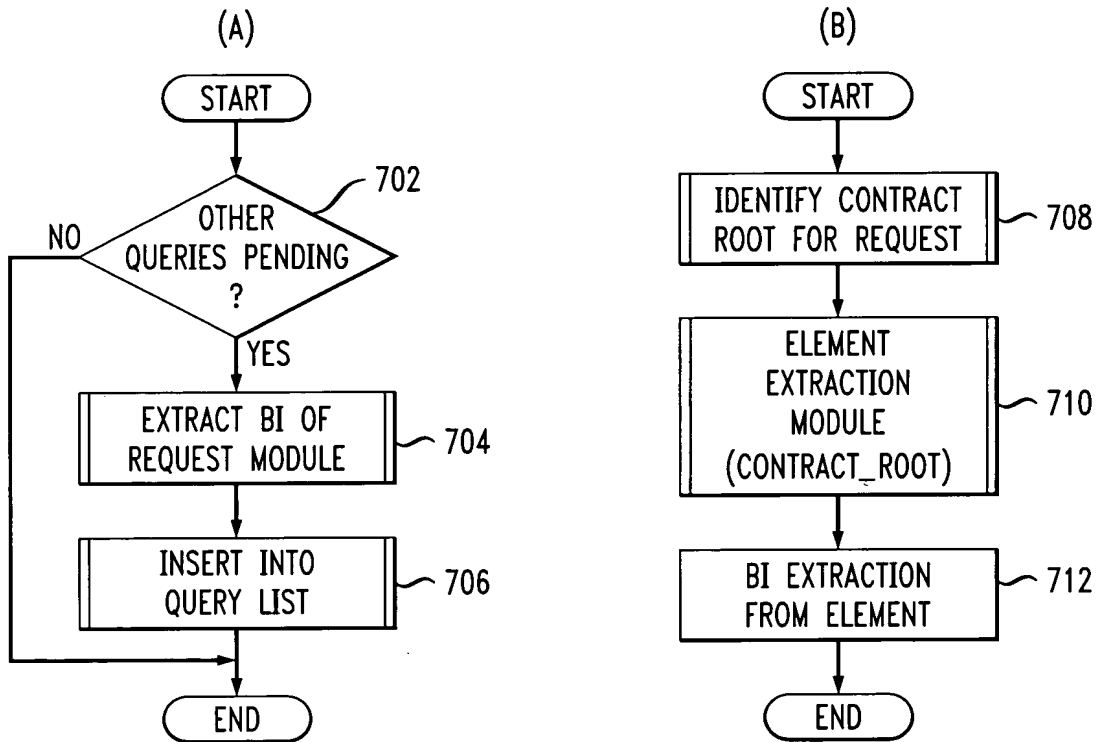 (A)
START
702
OTHER
QUERIES PENDING
?
NO
YES
EXTRACT BI OF
REQUEST MODULE
704
INSERT INTO
QUERY LIST
706
END
(B)
START
IDENTIFY CONTRACT
ROOT FOR REQUEST
708
ELEMENT
EXTRACTION
MODULE
(CONTRACT_ROOT)
710
BI EXTRACTION
FROM ELEMENT
712
END